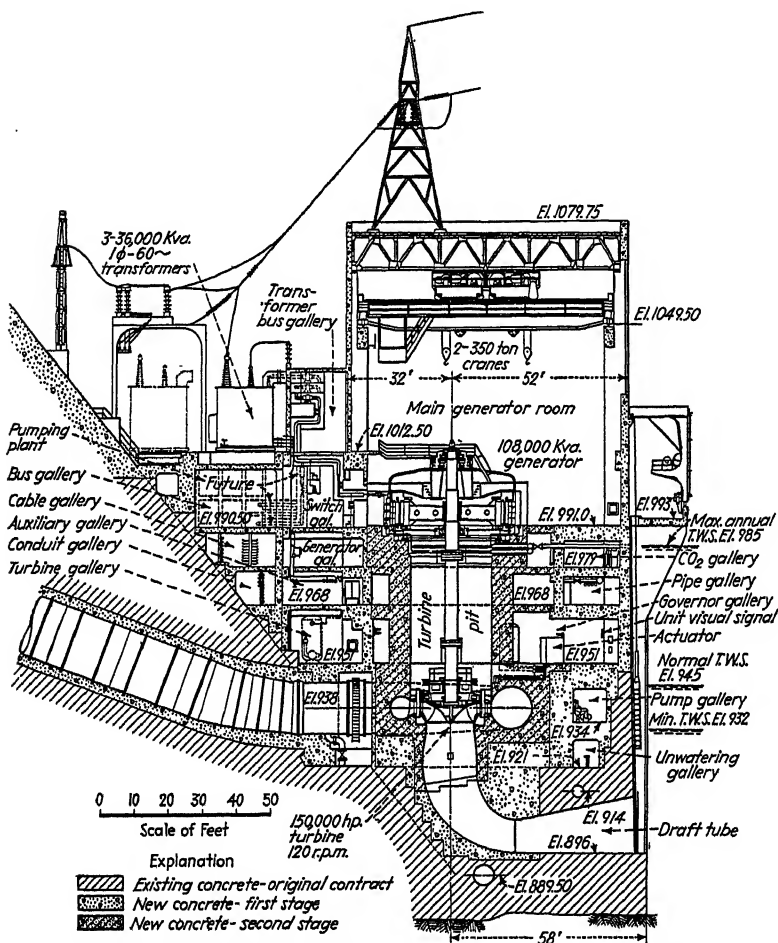 El. 1079.75
3-36,000 Kva.
1φ-60~
transformers
Trans-
former
bus gallery
El. 1049.50
2-350 ton
cranes
32'
52'
Main generator room
El. 1012.50
108,000 Kva.
generator
Pumping
plant
Bus gallery
Cable gallery
Auxiliary gallery
Conduit gallery
Turbine gallery
Future
El. 990.50
Switch
gal.
Generator
gal.
El. 968
El. 951
El. 938
Turbine pit
El. 991.0
El. 993
Max. annual
T.W.S. El. 985
El. 979
CO2 gallery
Pipe gallery
El. 968
Governor gallery
Unit visual signal
Actuator
El. 951
Normal T.W.S.
El. 945
Pump gallery
Min. T.W.S. El. 932
El. 934
El. 921
Unwatering
gallery
El. 914
Draft tube
El. 896
El. 889.50
58'
150,000 hp.
turbine
120 r.p.m.
0 10 20 30 40 50
Scale of Feet
Explanation
Existing concrete-original contract
New concrete-first stage
New concrete-second stage